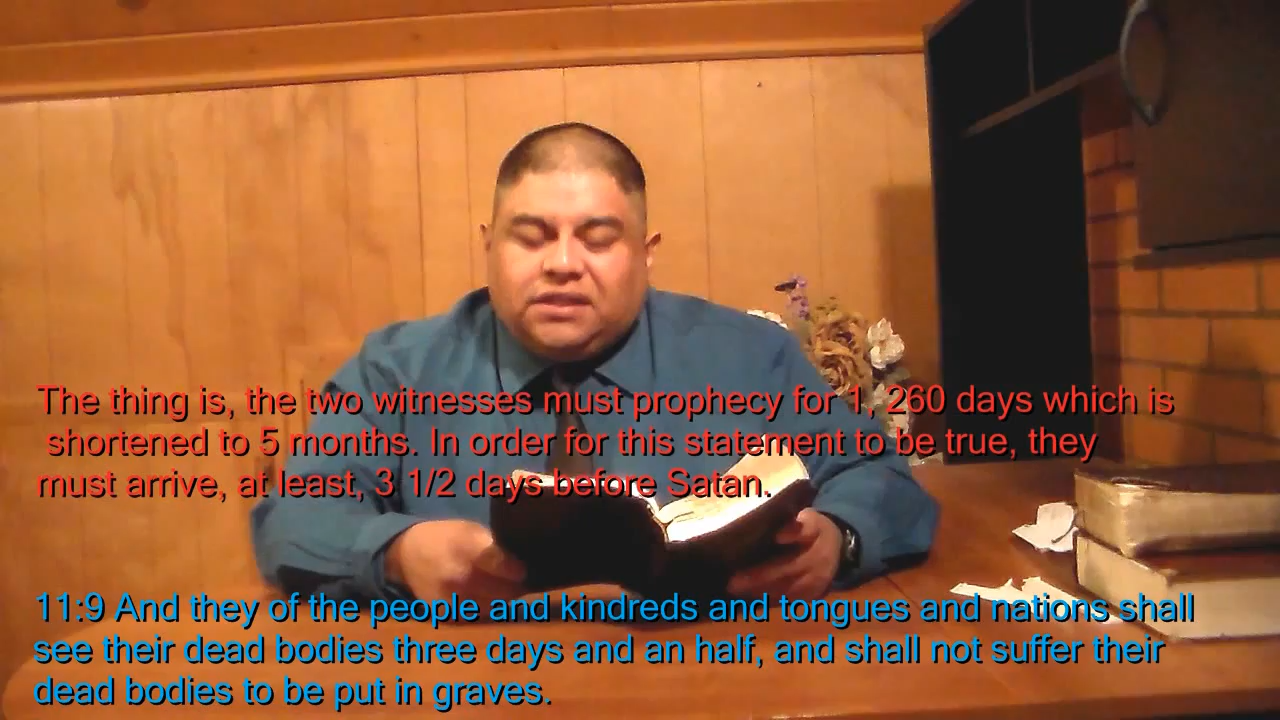 The thing is, the two witnesses must prophecy for 1, 260 days which is
shortened to 5 months. In order for this statement to be true, they
must arrive, at least, 3 1/2 days before Satan.
11:9 And they of the people and kindreds and tongues and nations shall
see their dead bodies three days and an half, and shall not suffer their
dead bodies to be put in graves.